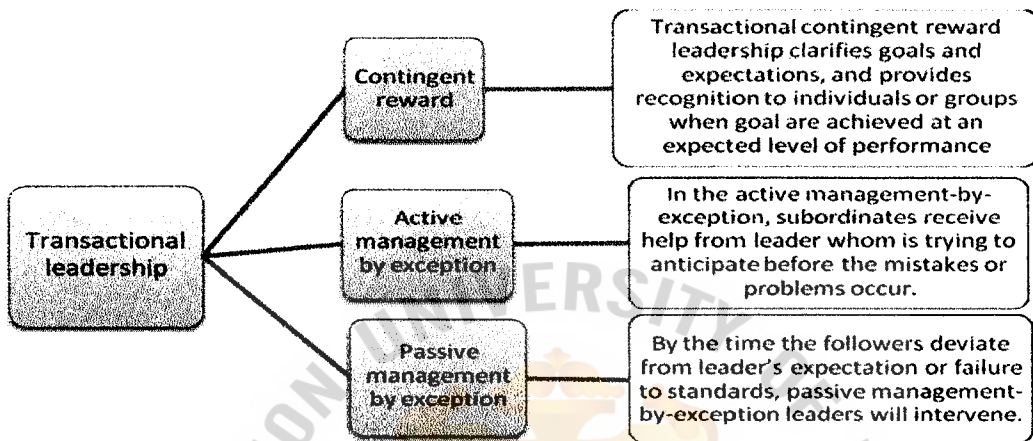 Transactional
leadership
Contingent
reward
Transactional contingent reward
leadership clarifies goals and
expectations, and provides
recognition to individuals or groups
when goal are achieved at an
expected level of performance
Active
management
by exception
In the active management-by-
exception, subordinates receive
help from leader whom is trying to
anticipate before the mistakes or
problems occur.
Passive
management
by exception
By the time the followers deviate
from leader's expectation or failure
to standards, passive management-
by-exception leaders will intervene.
UNIVERSITY